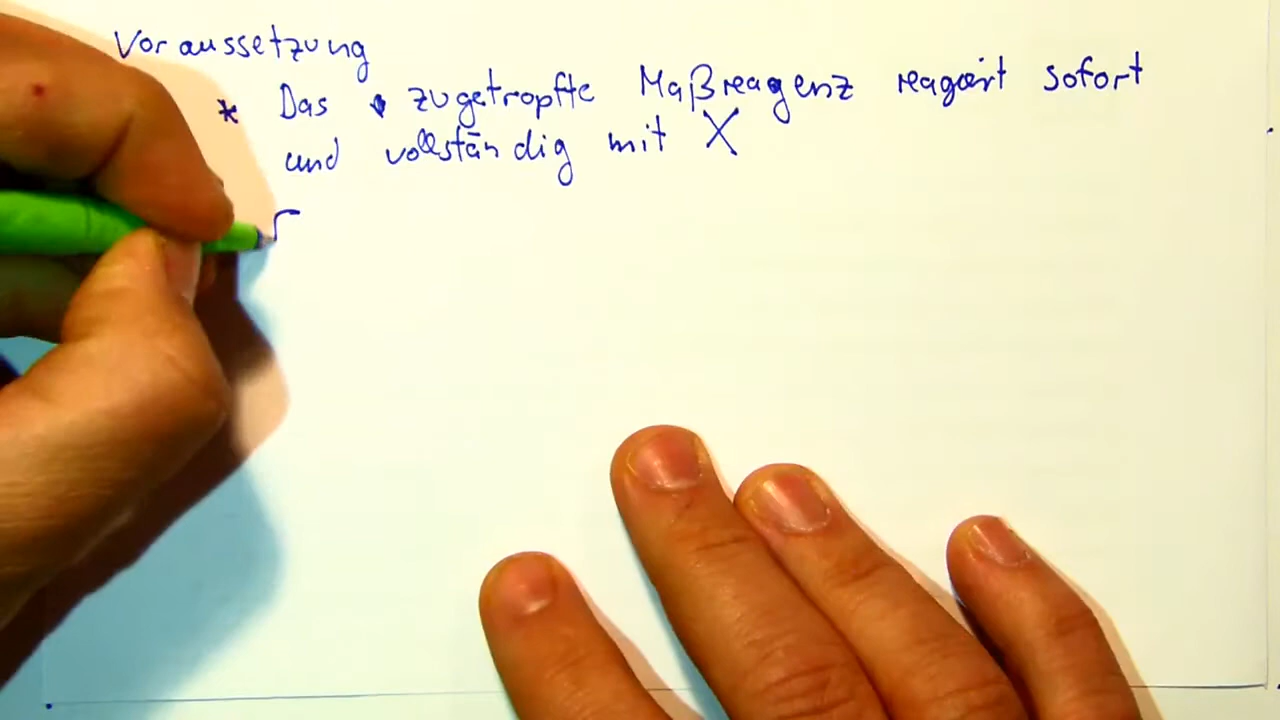 Voraussetzung
* Das zugetropfte Maßreagenz reagiert sofort
und vollständig mit X